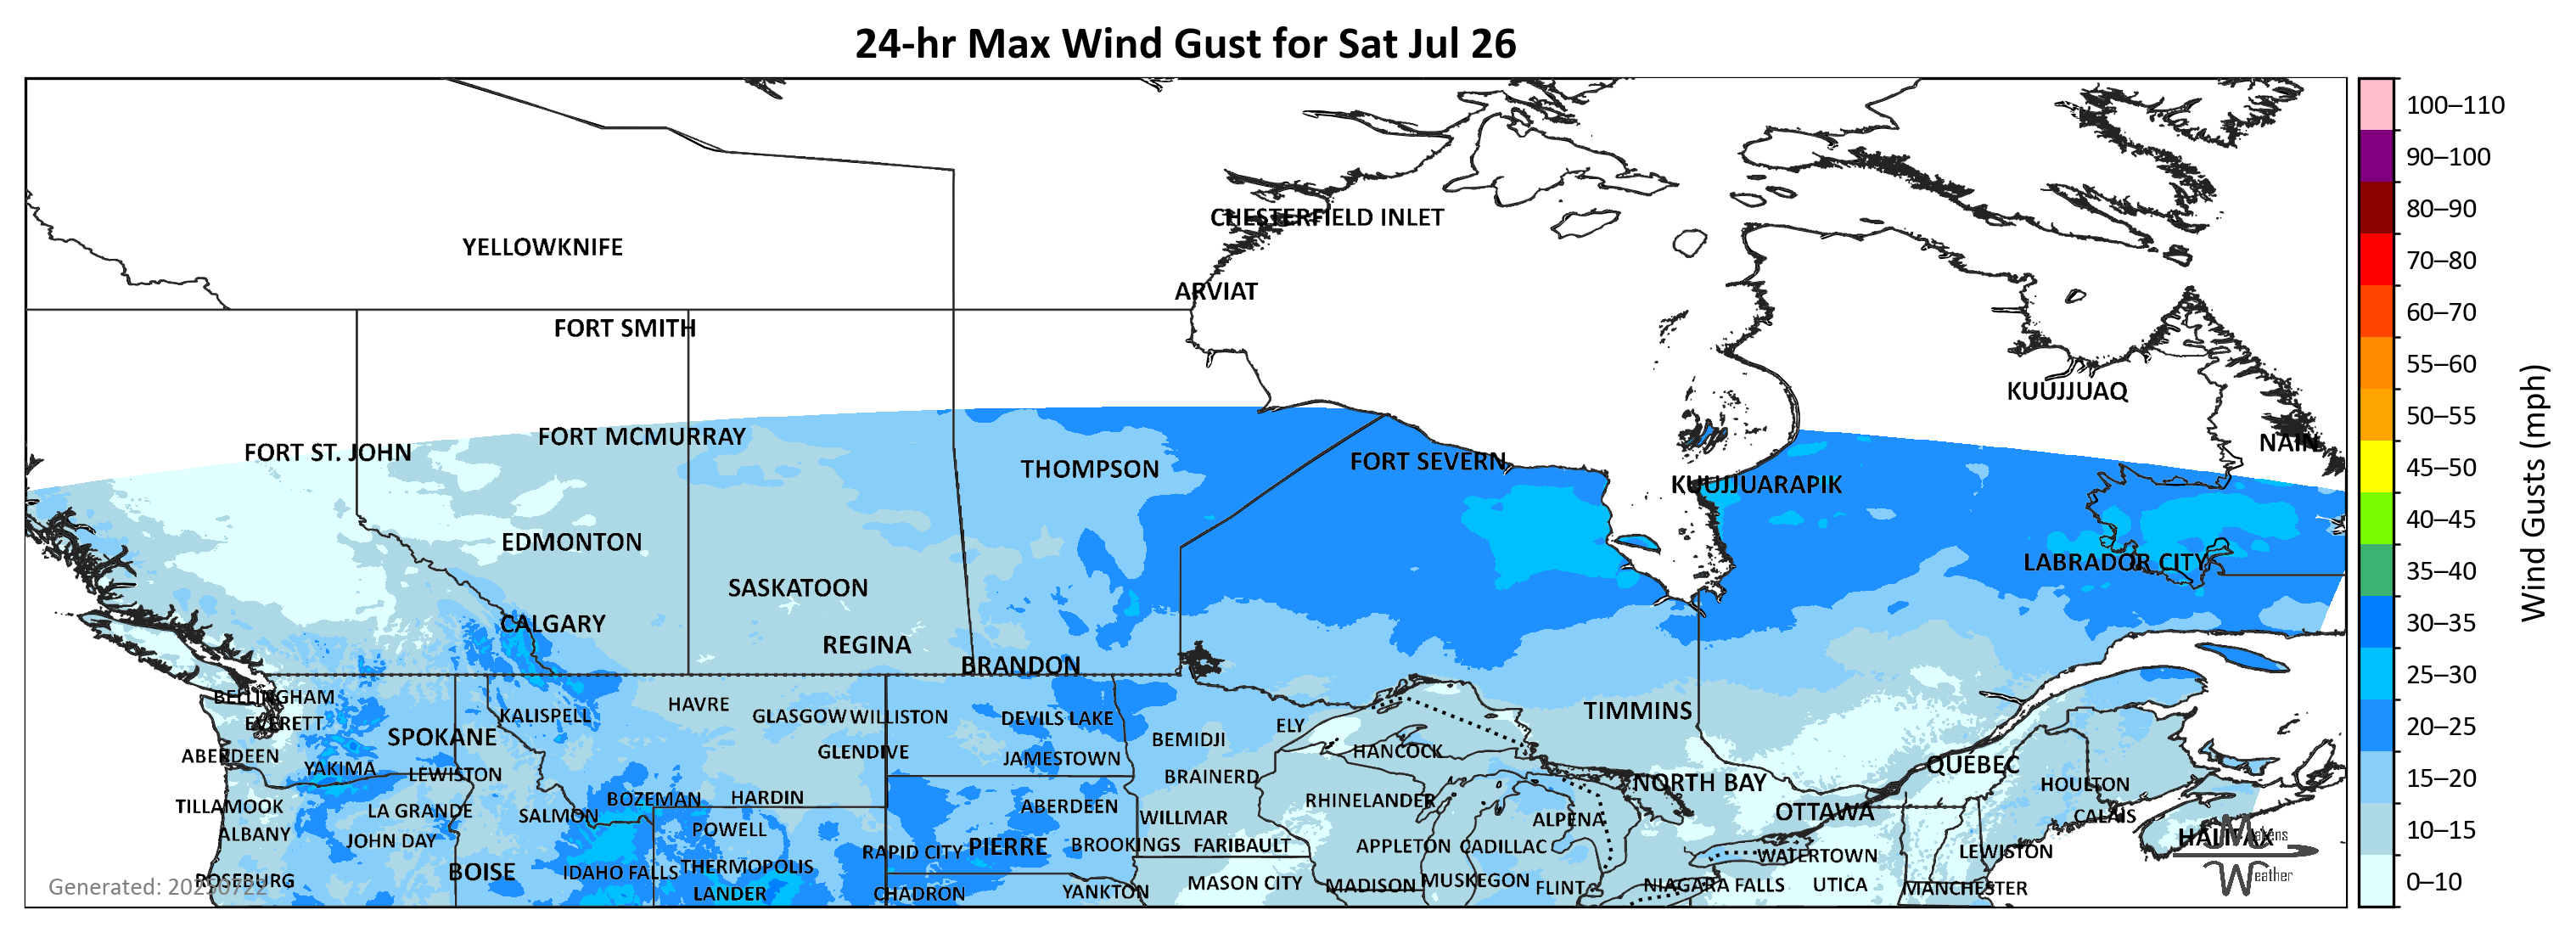 24-hr Max Wind Gust for Sat Jul 26
100–110
90–100
CHESTERFIELD INLET
80–90
YELLOWKNIFE
70–80
ARVIAT
60–70
FORT SMITH
55–60
KUUJJUAQ
50–55
FORT MCMURRAY
NAIN
FORT ST. JOHN
THOMPSON
FORT SEVERN
45–50
KUUJJUARAPIK
40–45
EDMONTON
LABRADOR CITY
35–40
SASKATOON
CALGARY
30–35
REGINA
BRANDON
25–30
BELLINGHAM
HAVRE
KALISPELL
GLASGOW
WILLISTON
DEVILS LAKE
TIMMINS
EVERETT
ELY
20–25
SPOKANE
BEMIDJI
ABERDEEN
GLENDIVE
JAMESTOWN
HANCOCK
YAKIMA
LEWISTON
BRAINERD
QUÉBEC
15–20
NORTH BAY
HOULTON
BOZEMAN
HARDIN
RHINELANDER
TILLAMOOK
LA GRANDE
SALMON
ABERDEEN
WILLMAR
ALPENA
OTTAWA
CALAIS
ALBANY
JOHN DAY
POWELL
10–15
HALIFAX
Makens
Weather
RAPID CITY
PIERRE
BROOKINGS
FARIBAULT
APPLETON
CADILLAC
WATERTOWN
LEWISTON
BOISE
IDAHO FALLS
THERMOPOLIS
ROSEBURG
MASON CITY
MADISON
MUSKEGON
FLINT
NIAGARA FALLS
UTICA
MANCHESTER
0–10
Generated: 20250722
LANDER
CHADRON
YANKTON
Wind Gusts (mph)